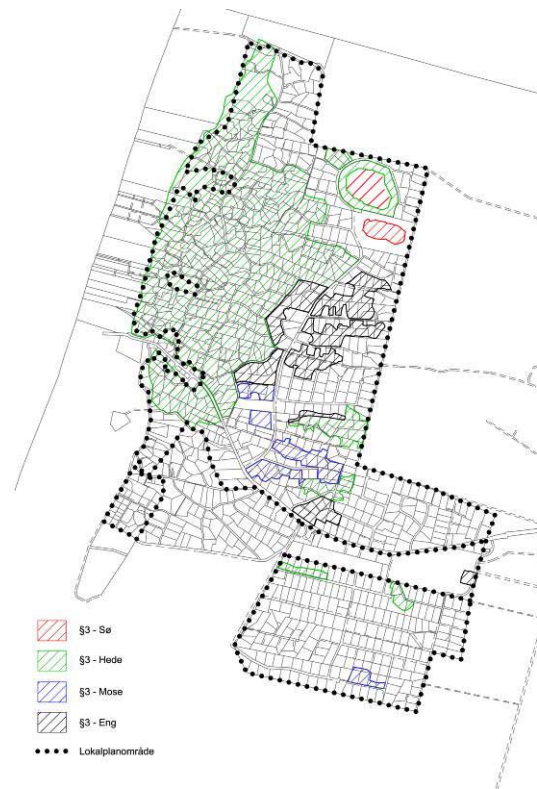 §3 - Sø
§3 - Hede
§3 - Mose
§3 - Eng
Lokalplanområde